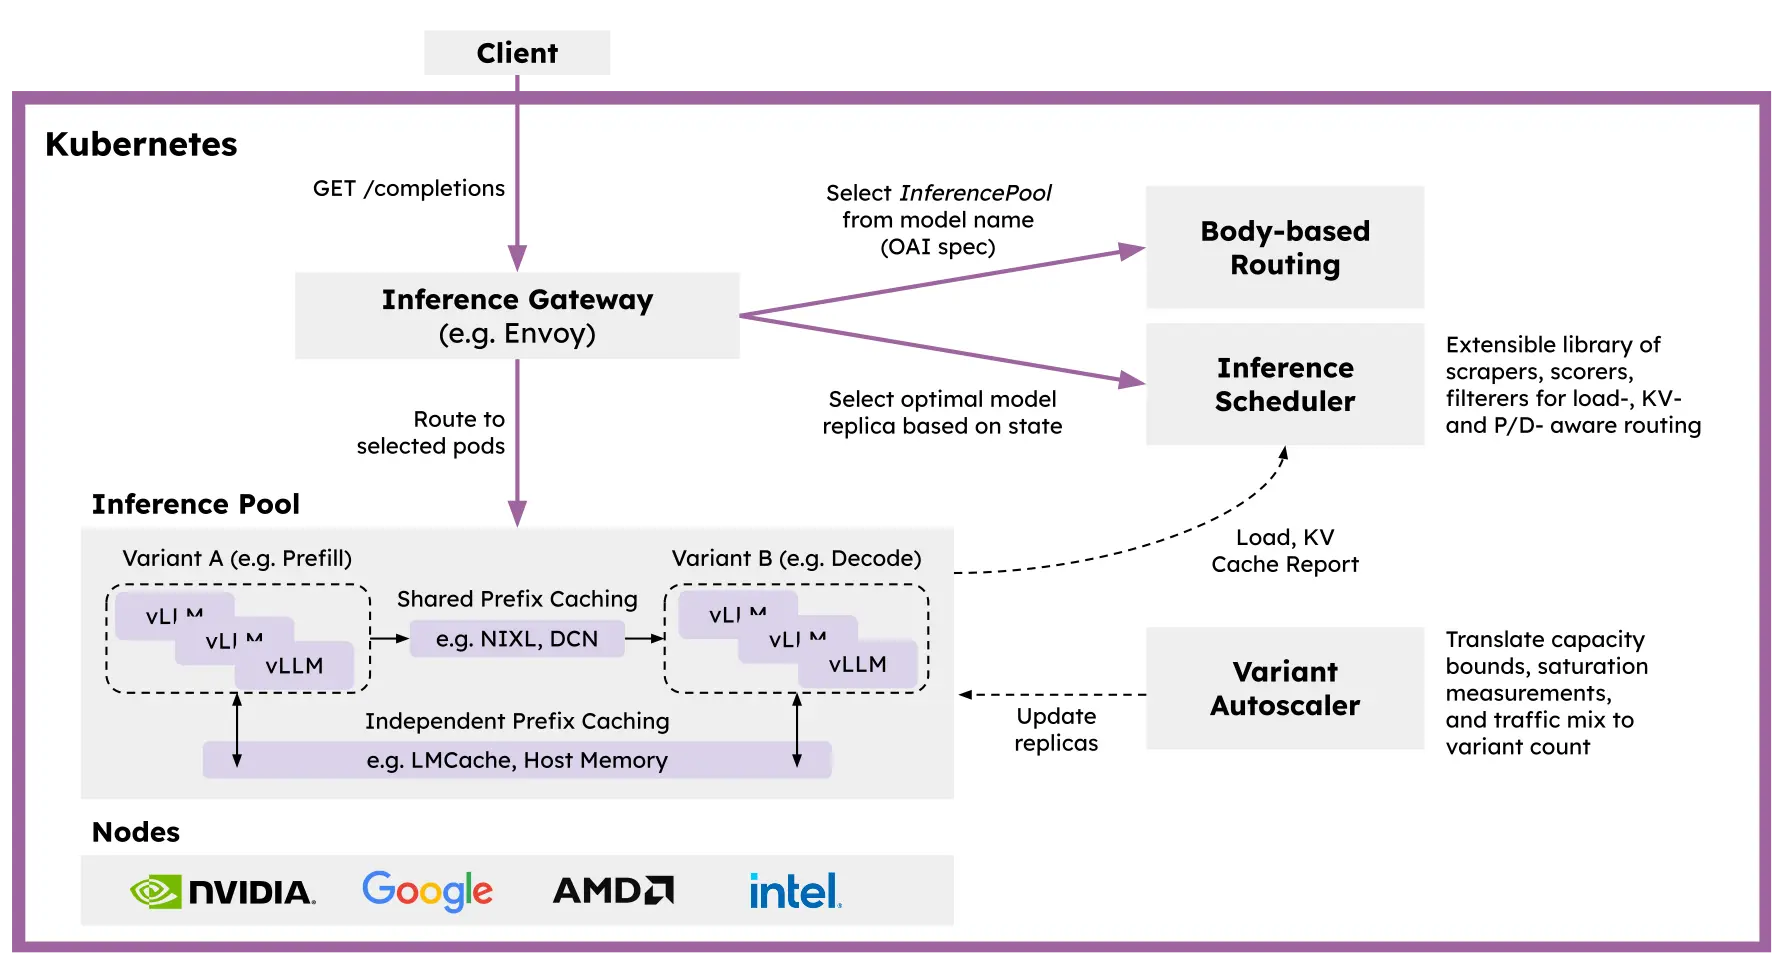 Client
Kubernetes
GET /completions
Select InferencePool
from model name
(OAI spec)
Body-based
Routing
Inference Gateway
(e.g. Envoy)
Inference
Scheduler
Extensible library of
scrapers, scorers,
filterers for load-, KV-
and P/D- aware routing
Select optimal model
replica based on state
Route to
selected pods
Inference Pool
Variant A (e.g. Prefill)
vLLM
vLLM
vLLM
Shared Prefix Caching
e.g. NIXL, DCN
Variant B (e.g. Decode)
vLLM
vLLM
vLLM
Independent Prefix Caching
e.g. LMCache, Host Memory
Load, KV
Cache Report
Update
replicas
Variant
Autoscaler
Translate capacity
bounds, saturation
measurements,
and traffic mix to
variant count
Nodes
NVIDIA.
Google
AMD
intel.